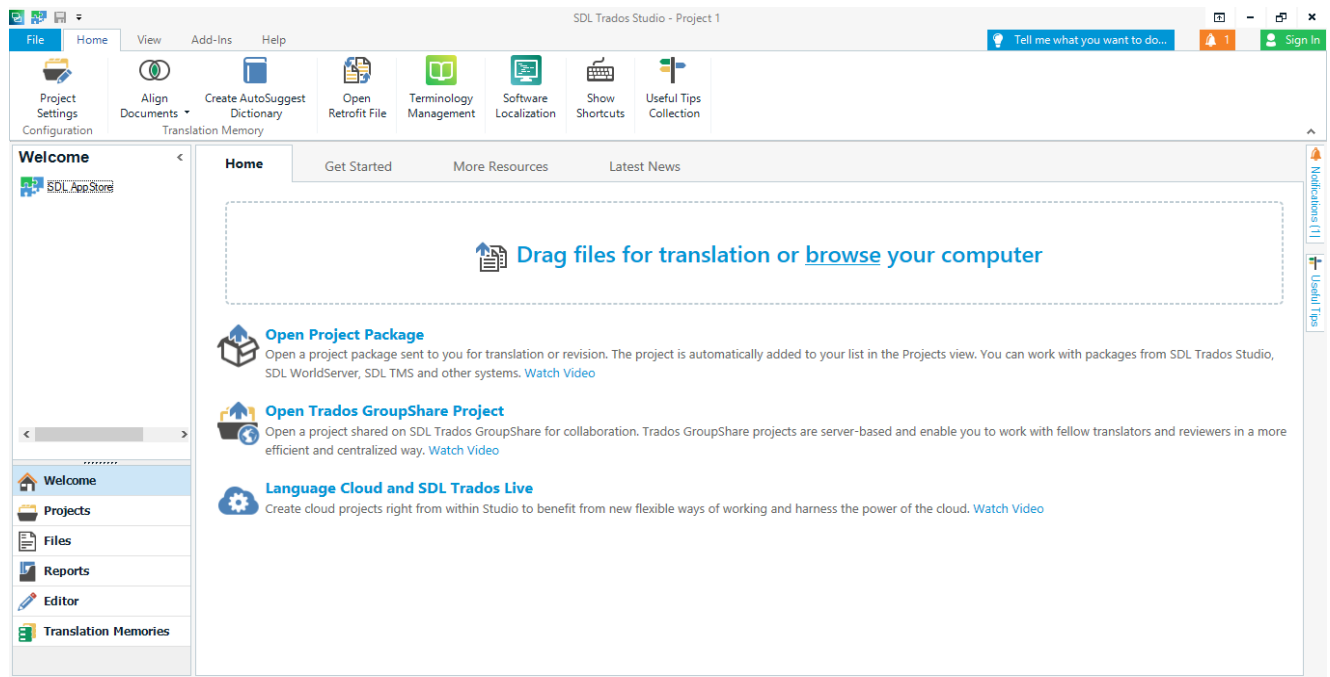 SDL Trados Studio - Project 1
File Home View Add-Ins Help
Tell me what you want to do...
1
Sign In
Project Settings
Align Documents
Create AutoSuggest Dictionary
Open Retrofit File
Terminology Management
Software Localization
Show Shortcuts
Useful Tips Collection
Configuration
Translation Memory
Welcome
SDL AppStore
Home Get Started More Resources Latest News
Drag files for translation or browse your computer
Open Project Package
Open a project package sent to you for translation or revision. The project is automatically added to your list in the Projects view. You can work with packages from SDL Trados Studio,
SDL WorldServer, SDL TMS and other systems. Watch Video
Open Trados GroupShare Project
Open a project shared on SDL Trados GroupShare for collaboration. Trados GroupShare projects are server-based and enable you to work with fellow translators and reviewers in a more
efficient and centralized way. Watch Video
Language Cloud and SDL Trados Live
Create cloud projects right from within Studio to benefit from new flexible ways of working and harness the power of the cloud. Watch Video
Welcome
Projects
Files
Reports
Editor
Translation Memories
Notifications (1)
Useful Tips